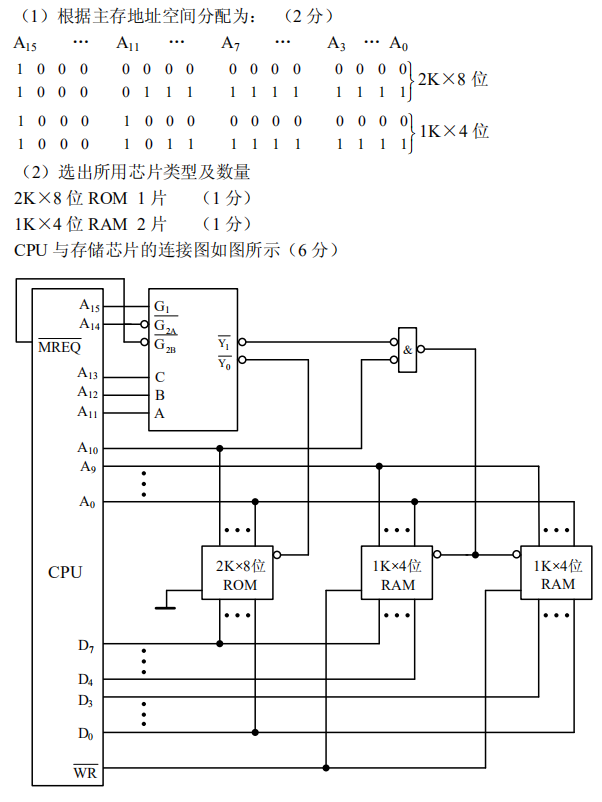 （1）根据主存地址空间分配为： （2 分）
A15 … A11 … A7 … A3 … A0
1 0 0 0 0 0 0 0 0 0 0 0 0 0 0 0
1 0 0 0 0 1 1 1 1 1 1 1 1 1 1 1
2K×8 位
1 0 0 0 1 0 0 0 0 0 0 0 0 0 0 0
1 0 0 0 1 0 1 1 1 1 1 1 1 1 1 1
1K×4 位
（2）选出所用芯片类型及数量
2K×8 位 ROM 1 片 （1 分）
1K×4 位 RAM 2 片 （1 分）
CPU 与存储芯片的连接图如图所示（6 分）
A15
G1
A14
G2A
MREQ
G2B
Y1
&
Y0
A13
C
A12
B
A11
A
A10
A9
A0
CPU
2K×8位
ROM
1K×4位
RAM
1K×4位
RAM
D7
D4
D3
D0
WR